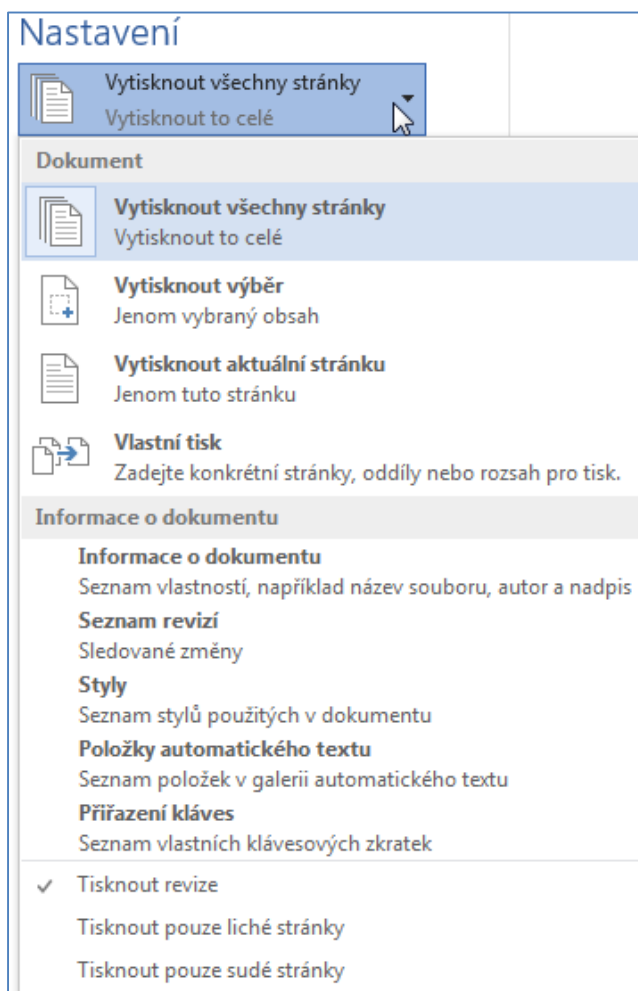 Nastavení
Vytisknout všechny stránky
Vytisknout to celé
Dokument
Vytisknout všechny stránky
Vytisknout to celé
Vytisknout výběr
Jenom vybraný obsah
Vytisknout aktuální stránku
Jenom tuto stránku
Vlastní tisk
Zadejte konkrétní stránky, oddíly nebo rozsah pro tisk.
Informace o dokumentu
Informace o dokumentu
Seznam vlastností, například název souboru, autor a nadpis
Seznam revizí
Sledované změny
Styly
Seznam stylů použitých v dokumentu
Položky automatického textu
Seznam položek v galerii automatického textu
Přiřazení kláves
Seznam vlastních klávesových zkratek
Tisknout revize
Tisknout pouze liché stránky
Tisknout pouze sudé stránky